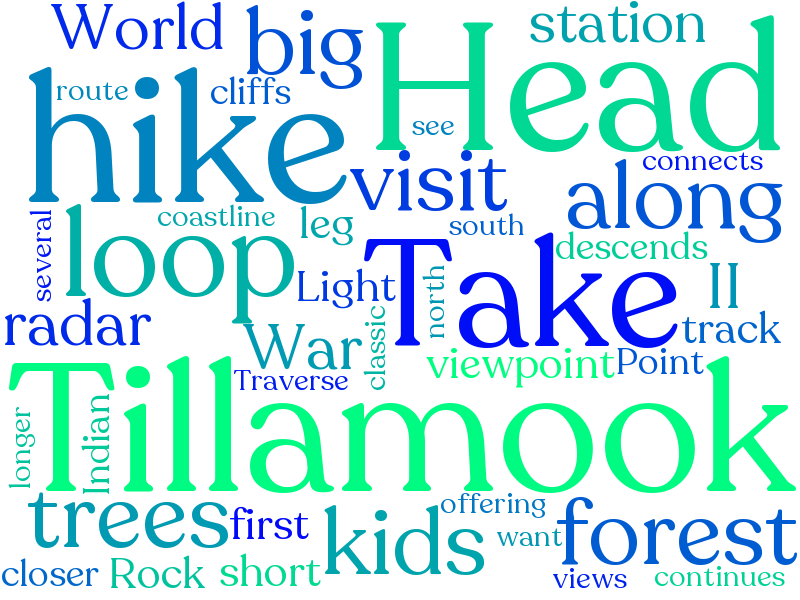 World
big
Head
station
route
hike
cliffs
see
visit
connects
along
several
loop
coastline
leg
south
descends
Take
Light
north
II
radar
War
classic
track
viewpoint
Point
Traverse
Tillamook
longer
Indian
trees
first
kids
offering
want
forest
closer
Rock
short
views
continues